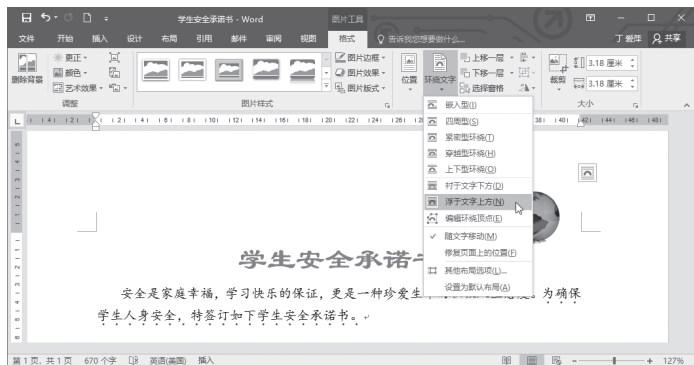 学生安全承诺书 - Word
图片工具
文件 开始 插入 设计 布局 引用 邮件 审阅 视图 格式 告诉我您想要做什么... 丁爱萍 共享
删除背景 更正 颜色 艺术效果 调整
图片样式 图片边框 图片效果 图片版式
位置 环绕文字 上移一层 下移一层 选择窗格
裁剪 3.18 厘米 3.18 厘米 大小
嵌入型(I)
四周型(S)
紧密型环绕(T)
穿越型环绕(H)
上下型环绕(O)
衬于文字下方(D)
浮于文字上方(N)
编辑环绕顶点(E)
随文字移动(M)
修复页面上的位置(F)
其他布局选项(L)...
设置为默认布局(A)
学生安全承诺
安全是家庭幸福，学习快乐的保证，更是一种珍爱生 为确保
学生人身安全，特签订如下学生安全承诺书。
第 1 页，共 1 页 670 个字 英语(美国) 插入 127%